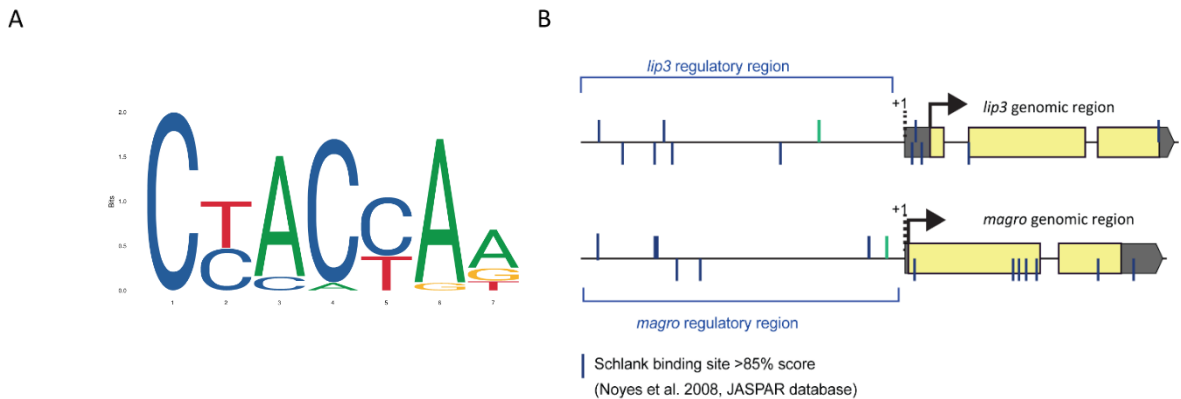 A
B
2.0
1.5
1.0
0.5
0.0
Bits
C T C A C C A C T A G A G T
1 2 3 4 5 6 7
lip3 regulatory region
+1
lip3 genomic region
+1
magro genomic region
magro regulatory region
Schlank binding site >85% score
(Noyes et al. 2008, JASPAR database)